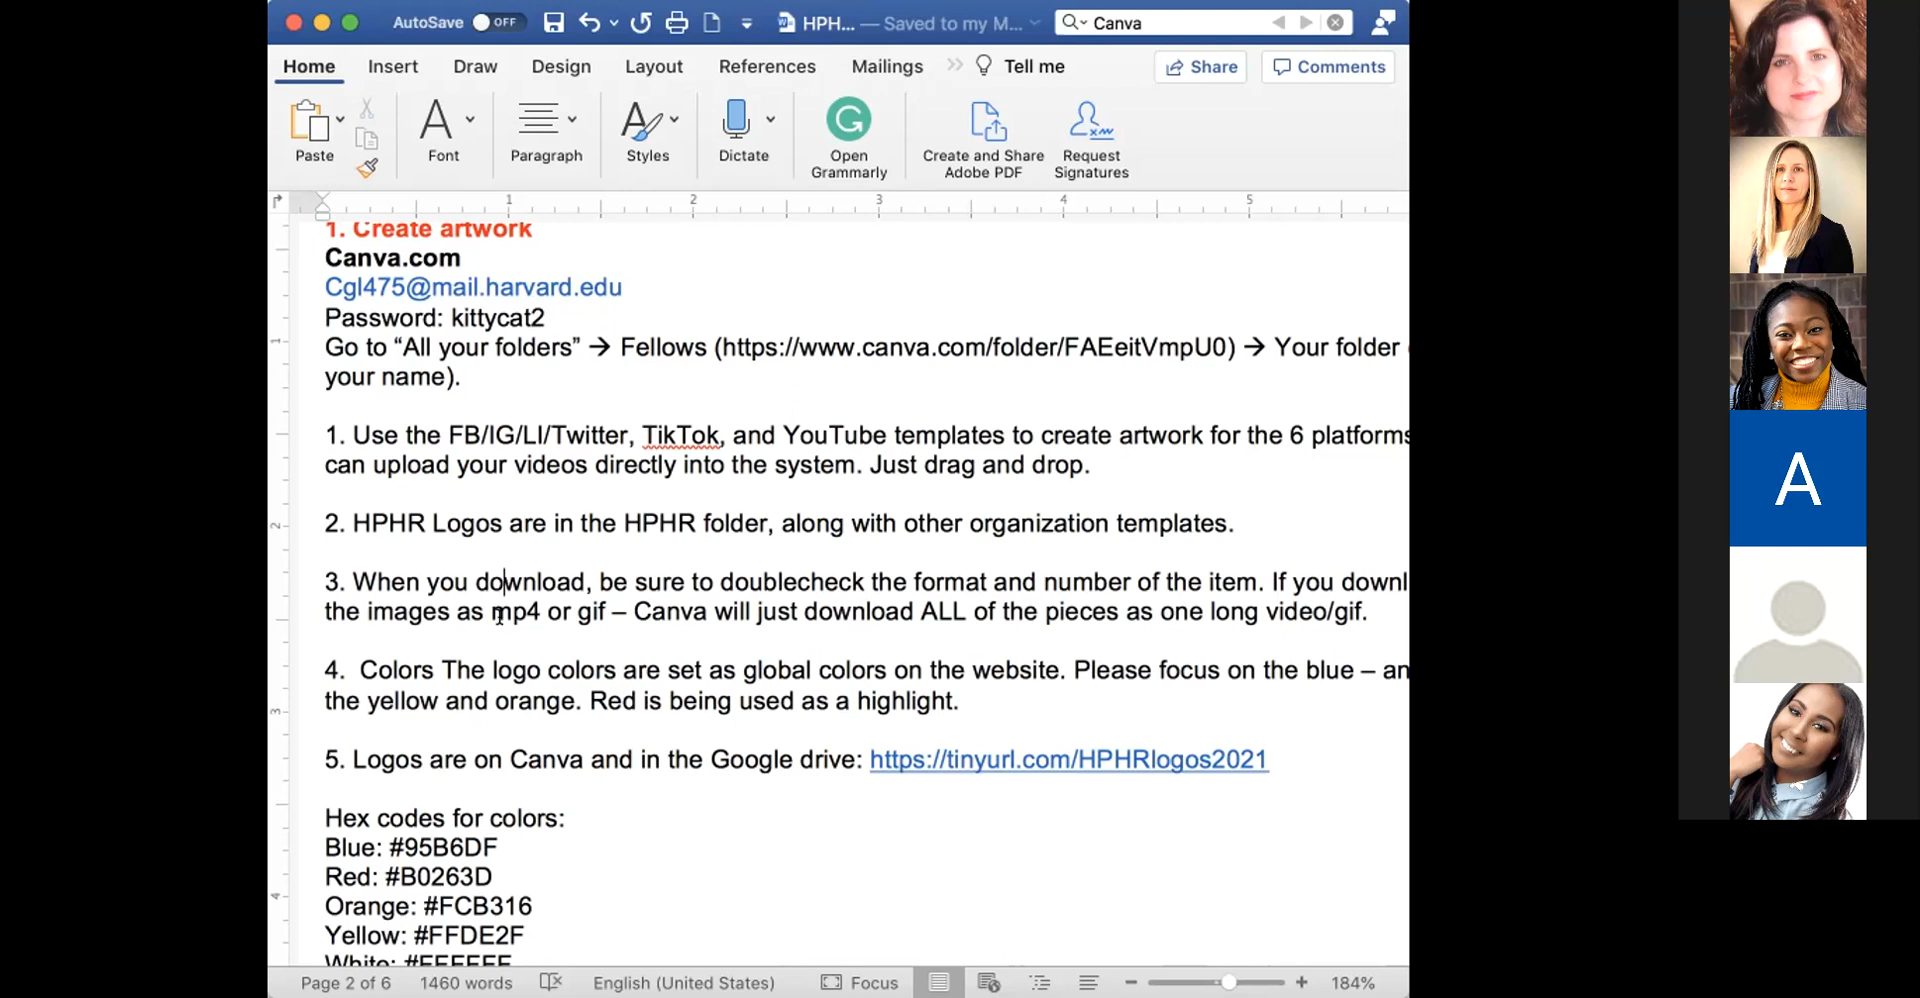 AutoSave OFF HPH... — Saved to my M... Canva
Home Insert Draw Design Layout References Mailings Tell me Share Comments
Paste Font Paragraph Styles Dictate Open Grammarly Create and Share Adobe PDF Request Signatures
1 2 3 4 5
1. Create artwork
Canva.com
Cgl475@mail.harvard.edu
Password: kittycat2
Go to “All your folders” → Fellows (https://www.canva.com/folder/FAEeitVmpU0) → Your folder
your name).
1. Use the FB/IG/LI/Twitter, TikTok, and YouTube templates to create artwork for the 6 platforms
can upload your videos directly into the system. Just drag and drop.
2. HPHR Logos are in the HPHR folder, along with other organization templates.
3. When you download, be sure to doublecheck the format and number of the item. If you downl
the images as mp4 or gif – Canva will just download ALL of the pieces as one long video/gif.
4.  Colors The logo colors are set as global colors on the website. Please focus on the blue – an
the yellow and orange. Red is being used as a highlight.
5. Logos are on Canva and in the Google drive: https://tinyurl.com/HPHRlogos2021
Hex codes for colors:
Blue: #95B6DF
Red: #B0263D
Orange: #FCB316
Yellow: #FFDE2F
White: #FFFFFF
Page 2 of 6 1460 words English (United States) Focus 184%
A